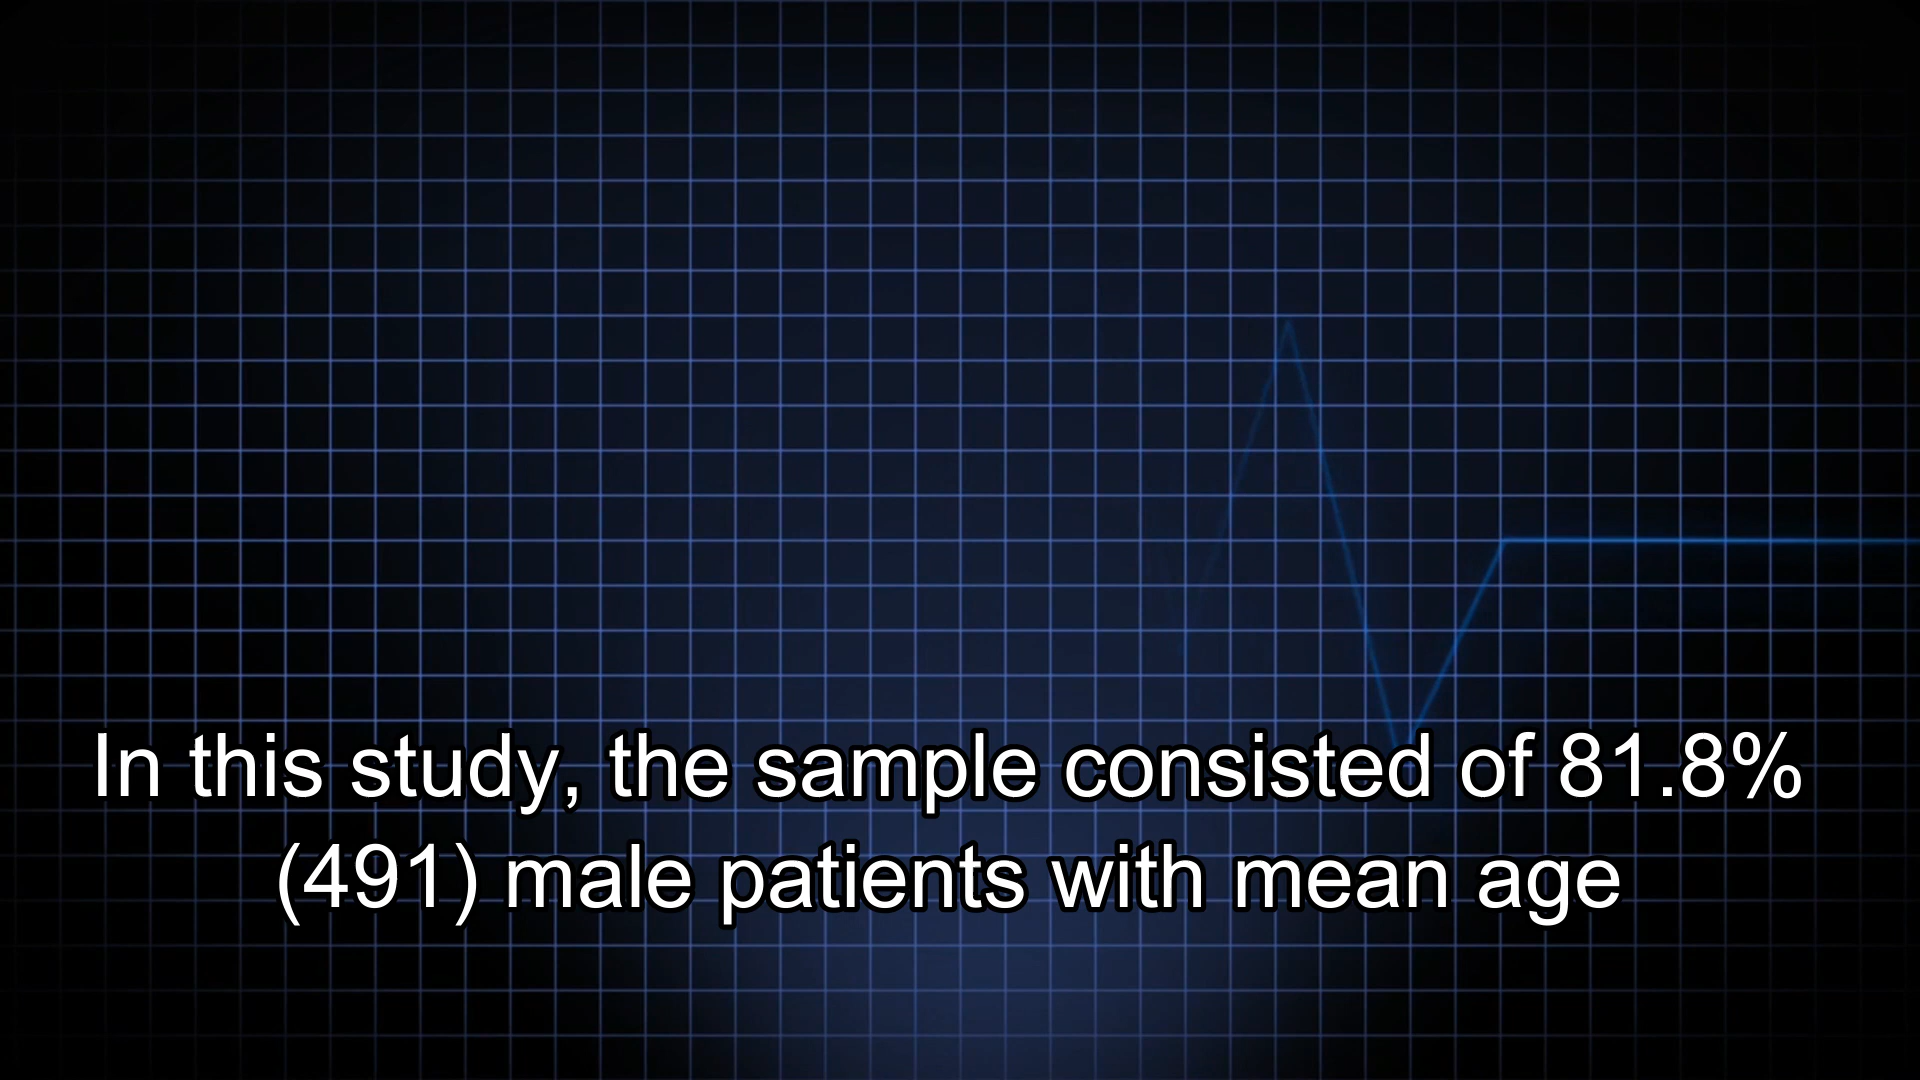 In this study, the sample consisted of 81.8%
(491) male patients with mean age